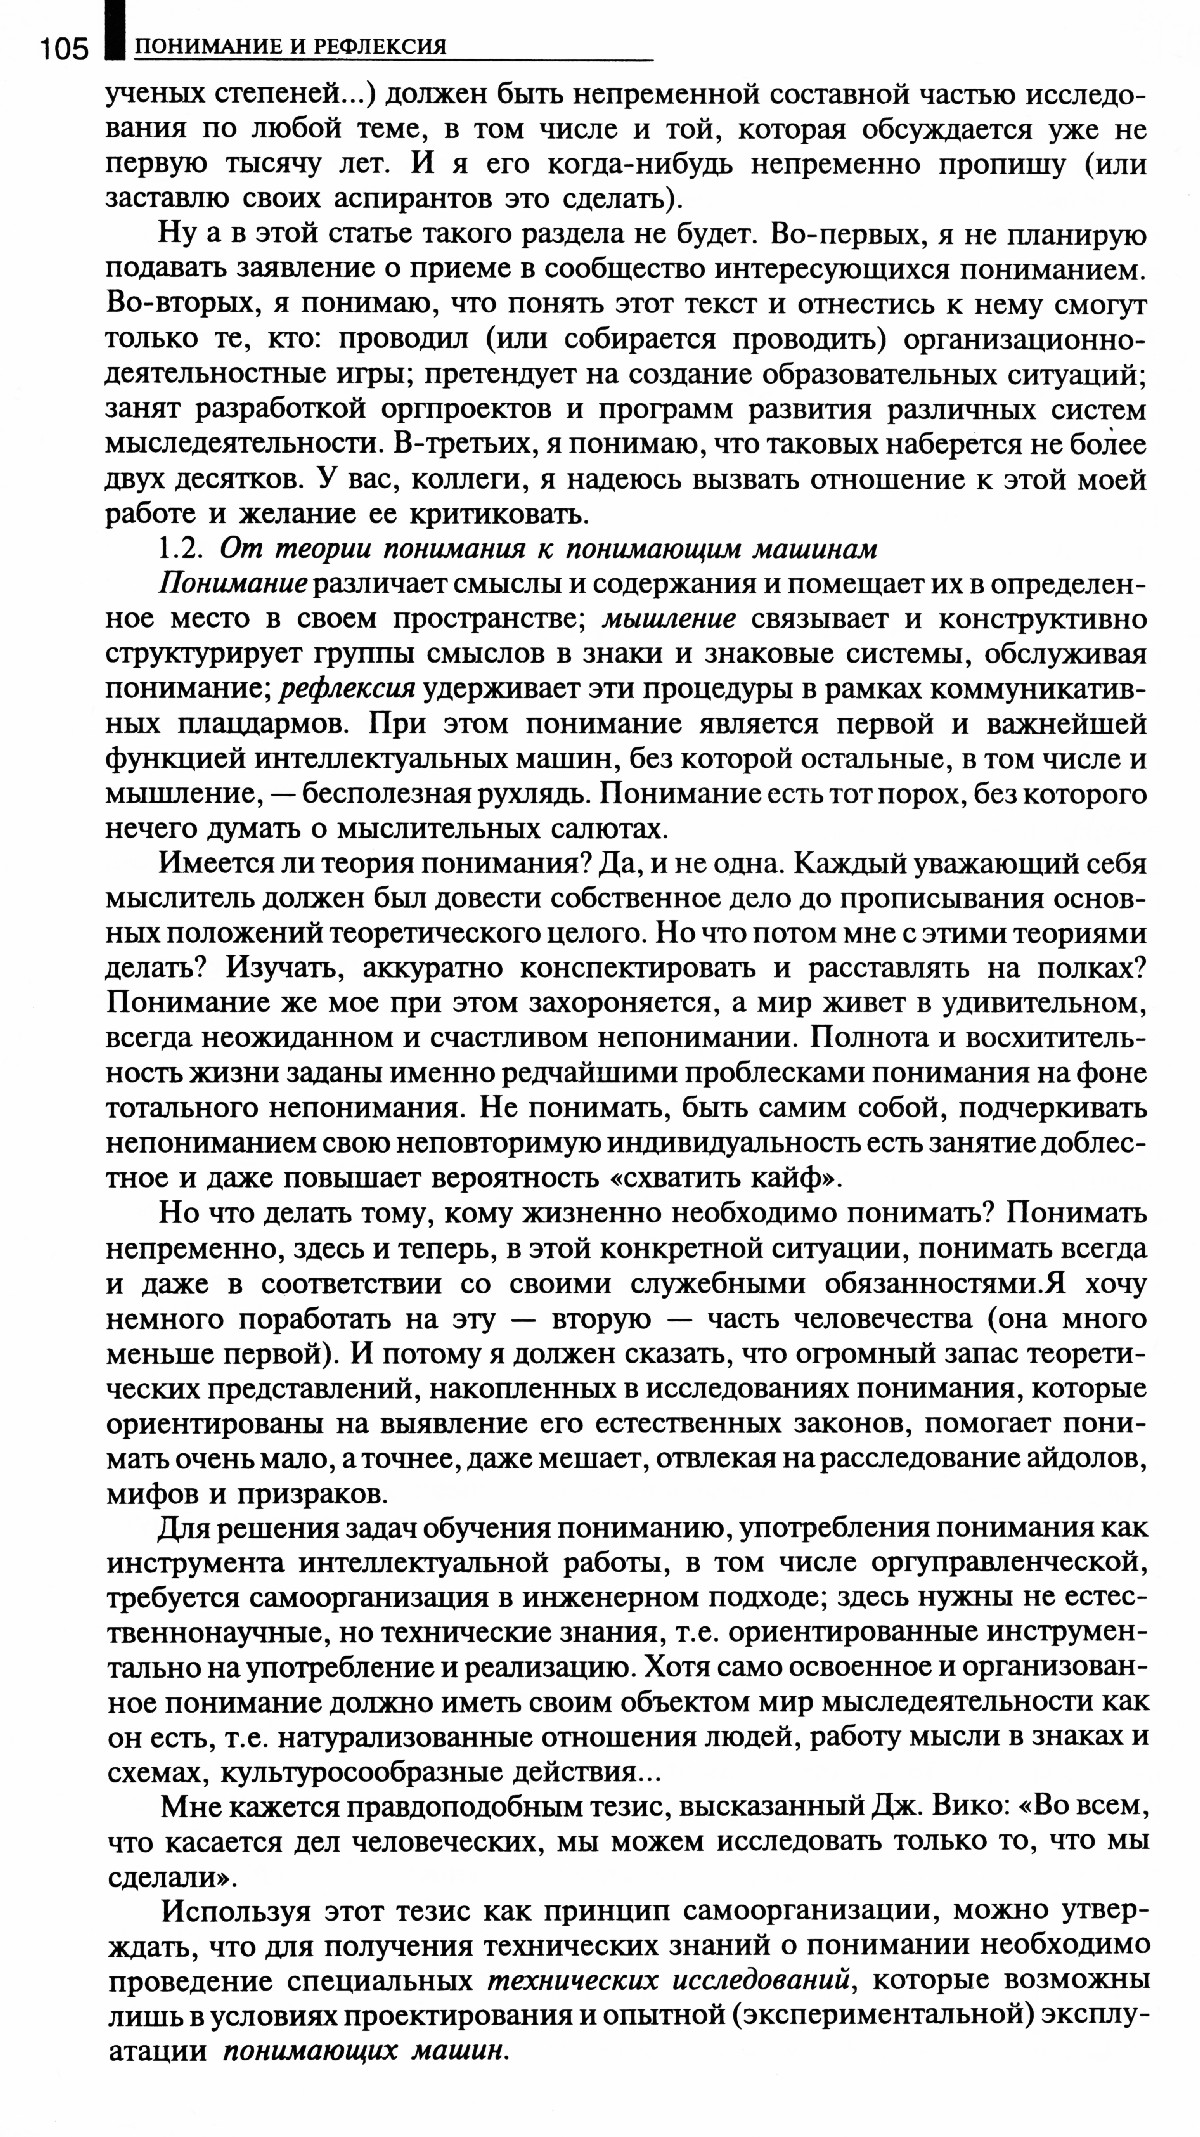 105 ПОНИМАНИЕ И РЕФЛЕКСИЯ
ученых степеней...) должен быть непременной составной частью исследо-
вания по любой теме, в том числе и той, которая обсуждается уже не
первую тысячу лет. И я его когда-нибудь непременно пропишу (или
заставлю своих аспирантов это сделать).
Ну а в этой статье такого раздела не будет. Во-первых, я не планирую
подавать заявление о приеме в сообщество интересующихся пониманием.
Во-вторых, я понимаю, что понять этот текст и отнестись к нему смогут
только те, кто: проводил (или собирается проводить) организационно-
деятельностные игры; претендует на создание образовательных ситуаций;
занят разработкой оргпроектов и программ развития различных систем
мыследеятельности. В-третьих, я понимаю, что таковых наберется не более
двух десятков. У вас, коллеги, я надеюсь вызвать отношение к этой моей
работе и желание ее критиковать.
1.2. От теории понимания к понимающим машинам
Понимание различает смыслы и содержания и помещает их в определен-
ное место в своем пространстве; мышление связывает и конструктивно
структурирует группы смыслов в знаки и знаковые системы, обслуживая
понимание; рефлексия удерживает эти процедуры в рамках коммуникатив-
ных плацдармов. При этом понимание является первой и важнейшей
функцией интеллектуальных машин, без которой остальные, в том числе и
мышление, — бесполезная рухлядь. Понимание есть тот порох, без которого
нечего думать о мыслительных салютах.
Имеется ли теория понимания? Да, и не одна. Каждый уважающий себя
мыслитель должен был довести собственное дело до прописывания основ-
ных положений теоретического целого. Но что потом мне с этими теориями
делать? Изучать, аккуратно конспектировать и расставлять на полках?
Понимание же мое при этом захороняется, а мир живет в удивительном,
всегда неожиданном и счастливом непонимании. Полнота и восхититель-
ность жизни заданы именно редчайшими проблесками понимания на фоне
тотального непонимания. Не понимать, быть самим собой, подчеркивать
непониманием свою неповторимую индивидуальность есть занятие доблес-
тное и даже повышает вероятность «схватить кайф».
Но что делать тому, кому жизненно необходимо понимать? Понимать
непременно, здесь и теперь, в этой конкретной ситуации, понимать всегда
и даже в соответствии со своими служебными обязанностями.Я хочу
немного поработать на эту — вторую — часть человечества (она много
меньше первой). И потому я должен сказать, что огромный запас теорети-
ческих представлений, накопленных в исследованиях понимания, которые
ориентированы на выявление его естественных законов, помогает пони-
мать очень мало, а точнее, даже мешает, отвлекая на расследование айдолов,
мифов и призраков.
Для решения задач обучения пониманию, употребления понимания как
инструмента интеллектуальной работы, в том числе оргуправленческой,
требуется самоорганизация в инженерном подходе; здесь нужны не естес-
твеннонаучные, но технические знания, т.е. ориентированные инструмен-
тально на употребление и реализацию. Хотя само освоенное и организован-
ное понимание должно иметь своим объектом мир мыследеятельности как
он есть, т.е. натурализованные отношения людей, работу мысли в знаках и
схемах, культуросообразные действия...
Мне кажется правдоподобным тезис, высказанный Дж. Вико: «Во всем,
что касается дел человеческих, мы можем исследовать только то, что мы
сделали».
Используя этот тезис как принцип самоорганизации, можно утвер-
ждать, что для получения технических знаний о понимании необходимо
проведение специальных технических исследований, которые возможны
лишь в условиях проектирования и опытной (экспериментальной) эксплу-
атации понимающих машин.